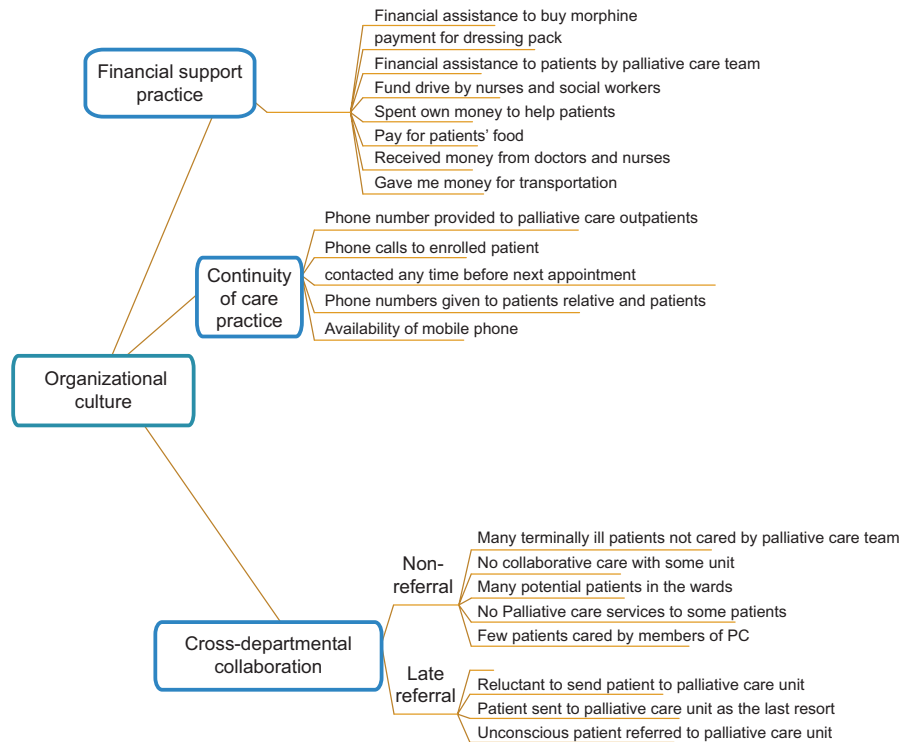 Financial assistance to buy morphine
payment for dressing pack
Financial support
practice
Financial assistance to patients by palliative care team
Fund drive by nurses and social workers
Spent own money to help patients
Pay for patients' food
Received money from doctors and nurses
Gave me money for transportation
Phone number provided to palliative care outpatients
Phone calls to enrolled patient
Continuity
of care
practice
contacted any time before next appointment
Phone numbers given to patients relative and patients
Availability of mobile phone
Organizational
culture
Many terminally ill patients not cared by palliative care team
Non-
referral
No collaborative care with some unit
Many potential patients in the wards
No Palliative care services to some patients
Few patients cared by members of PC
Cross-departmental
collaboration
Late
referral
Reluctant to send patient to palliative care unit
Patient sent to palliative care unit as the last resort
Unconscious patient referred to palliative care unit